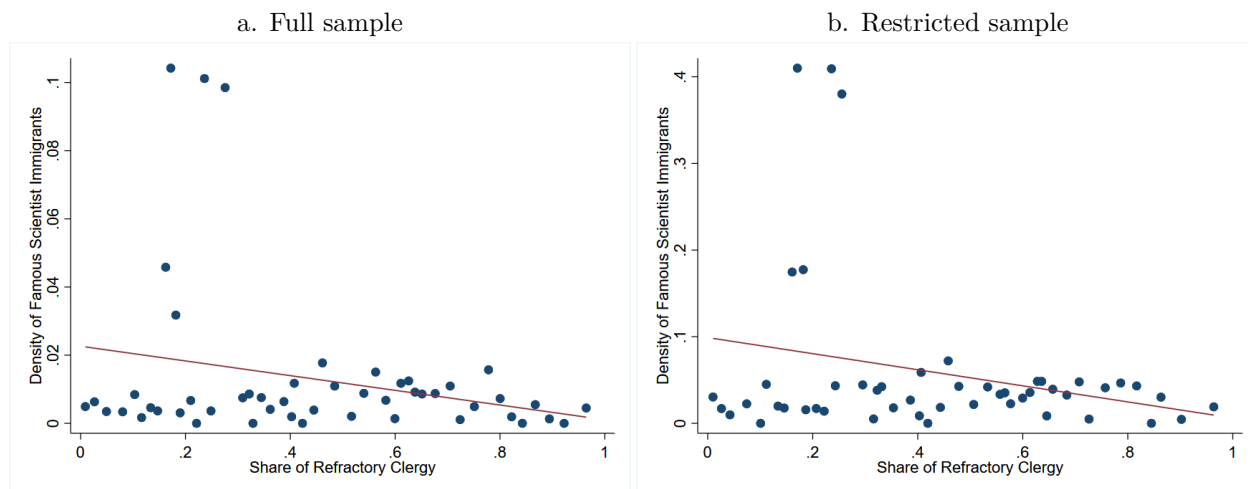 a. Full sample
Density of Famous Scientist Immigrants
.1
.08
.06
.04
.02
0
0 .2 .4 .6 .8 1
Share of Refractory Clergy
b. Restricted sample
Density of Famous Scientist Immigrants
.4
.3
.2
.1
0
0 .2 .4 .6 .8 1
Share of Refractory Clergy